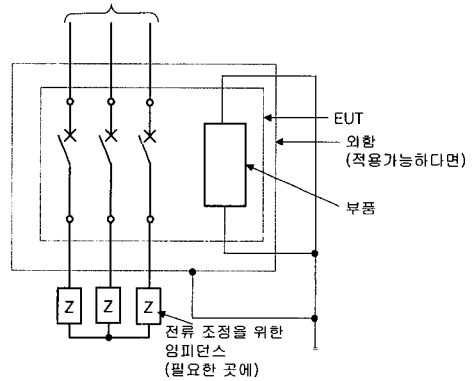 EUT
외함
(적용가능하다면)
부품
Z Z Z
전류 조정을 위한
임피던스
(필요한 곳에)